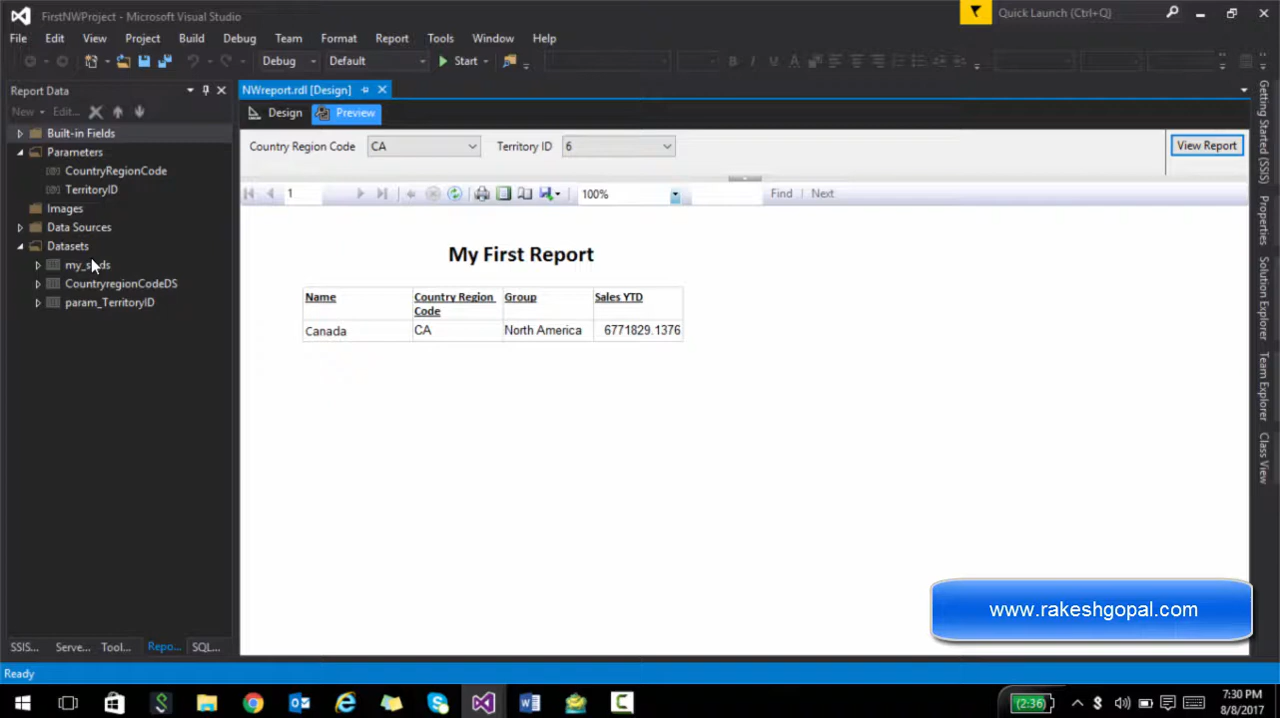 FirstNWProject - Microsoft Visual Studio
Quick Launch (Ctrl+Q)
File Edit View Project Build Debug Team Format Report Tools Window Help
Debug Default Start
Report Data
NWreport.rdl [Design]
New Edit...
Design Preview
Built-in Fields
Parameters
CountryRegionCode
TerritoryID
Images
Data Sources
Datasets
CountryregionCodeDS
param_TerritoryID
Country Region Code CA Territory ID 6 View Report
1 100% Find | Next
My First Report
Name Country Region Code Group Sales YTD
Canada CA North America 6771829.1376
Getting Started (SSIS)
Properties
Solution Explorer
Team Explorer
Class View
www.rakeshgopal.com
SSIS... Serve... Tool... Repo... SQL...
Ready
2:36
7:30 PM
8/8/2017